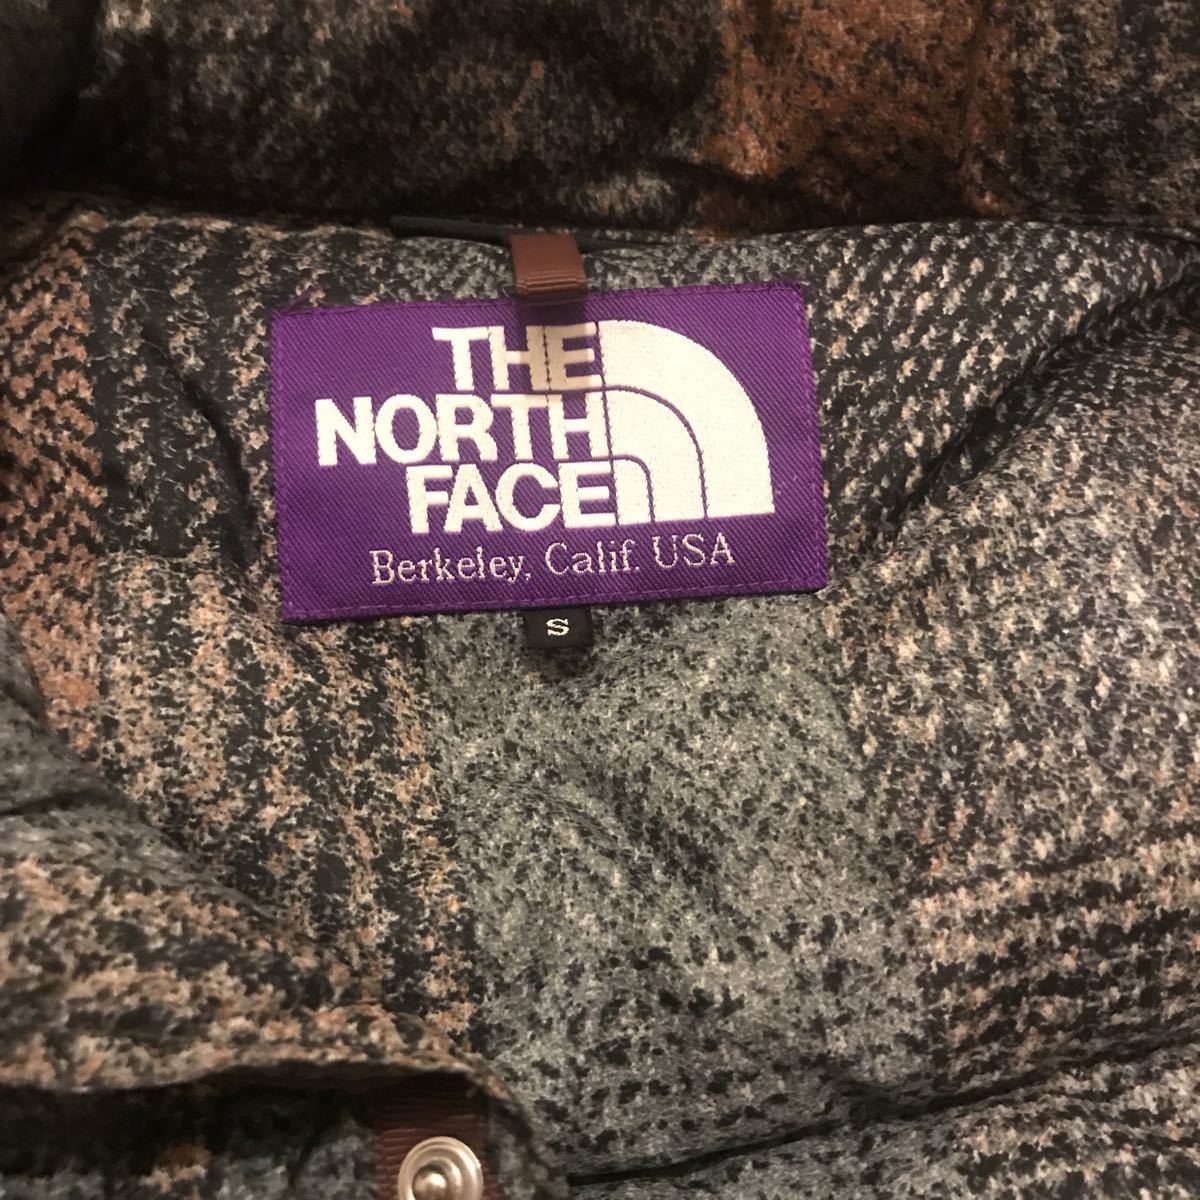 THE
NORTH
FACE
Berkeley, Calif. USA
S